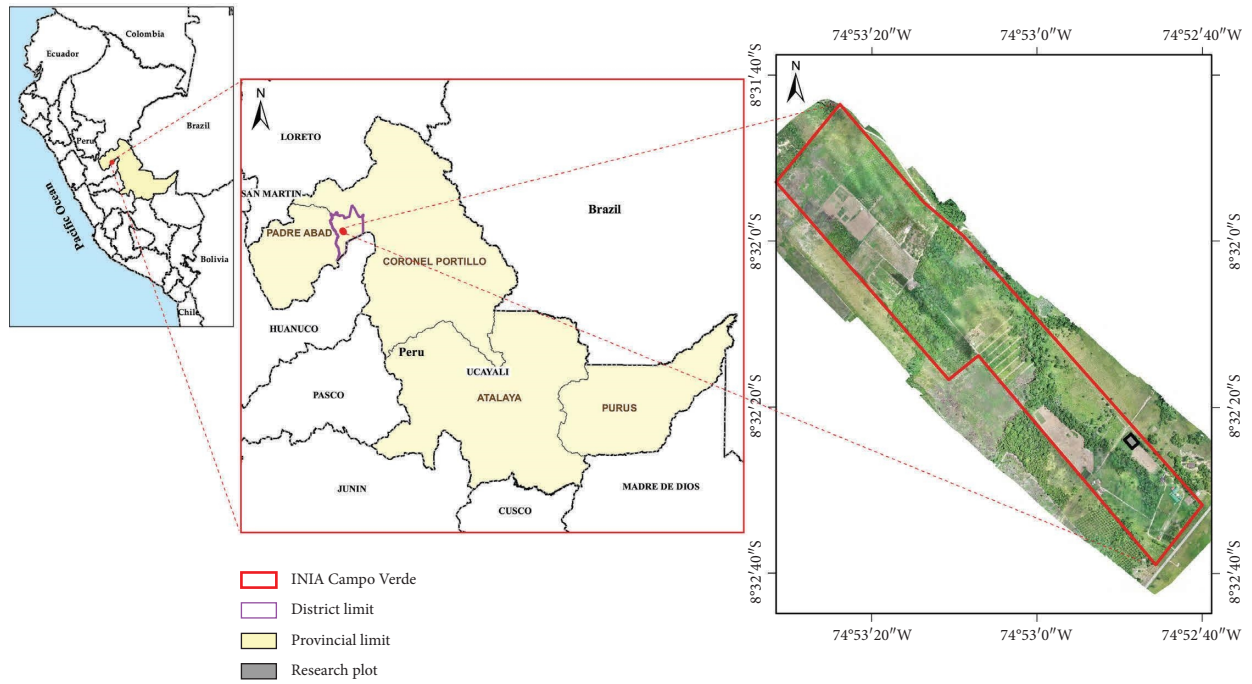 Colombia
Ecuador
Brazil
Peru
Pacific Ocean
Bolivia
Chile
N
LORETO
SAN MARTIN
Brazil
PADRE ABAD
CORONEL PORTILLO
HUANUCO
Peru
UCAYALI
PASCO
ATALAYA
PURUS
JUNIN
MADRE DE DIOS
CUSCO
74°53′20″W
74°53′0″W
74°52′40″W
N
8°31′40″S
8°32′0″S
8°32′20″S
8°32′40″S
8°31′40″S
8°32′0″S
8°32′20″S
8°32′40″S
74°53′20″W
74°53′0″W
74°52′40″W
INIA Campo Verde
District limit
Provincial limit
Research plot